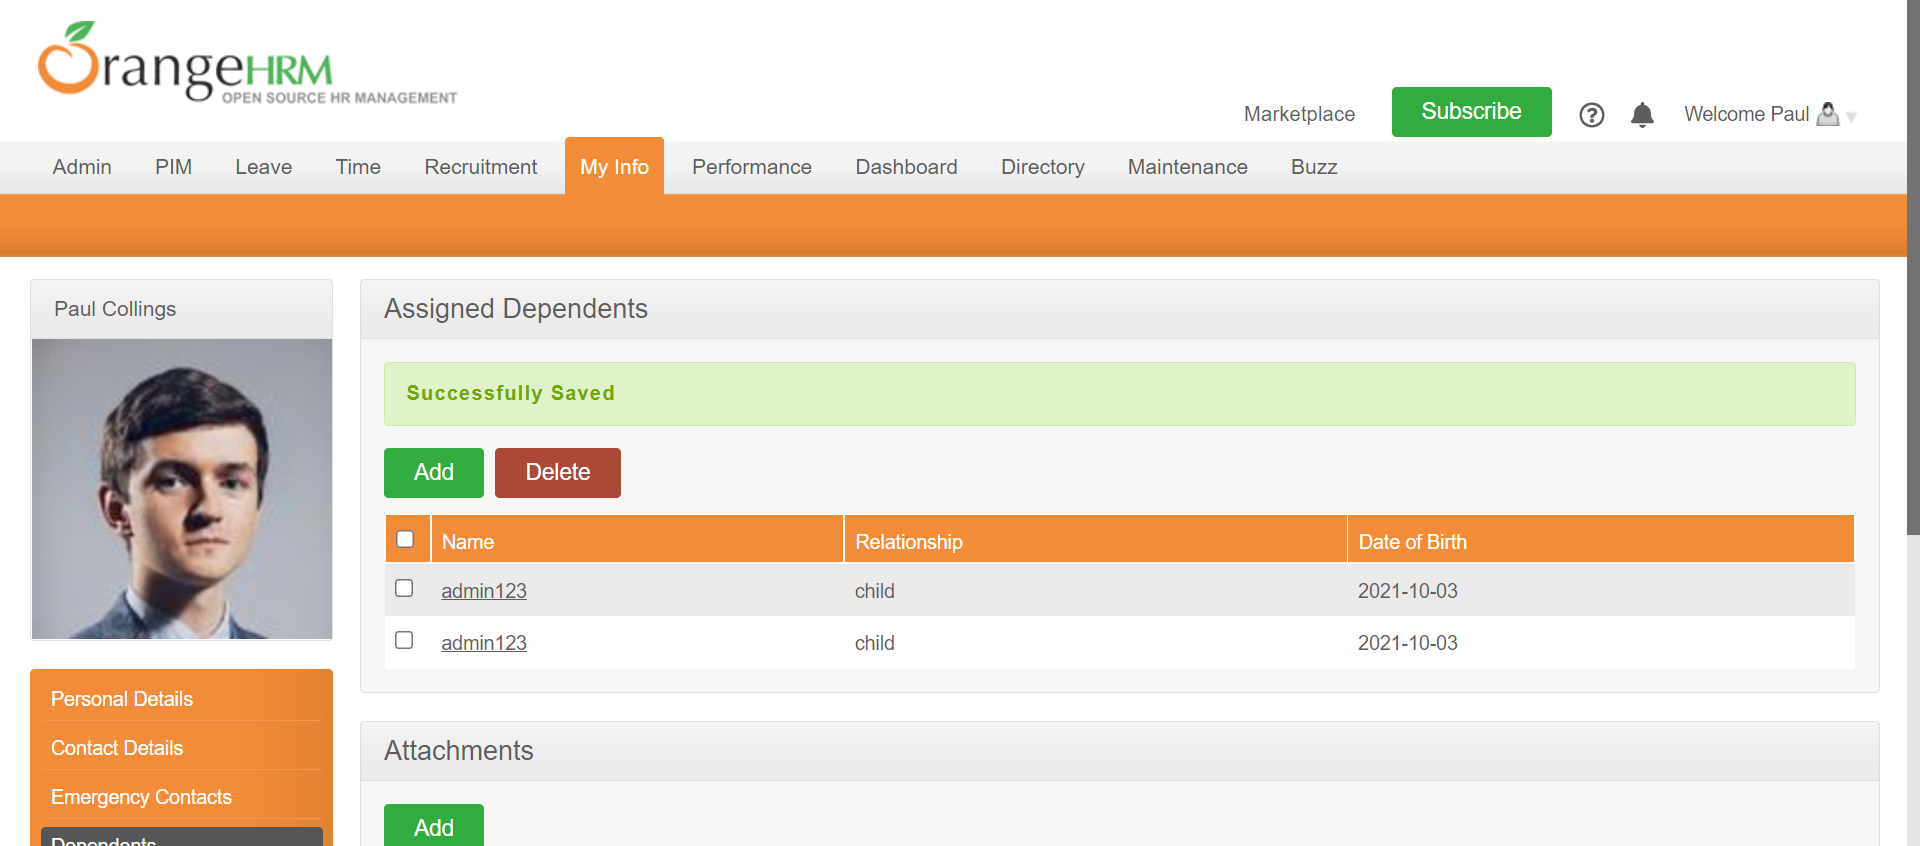 OrangeHRM
OPEN SOURCE HR MANAGEMENT
Marketplace
Subscribe
Welcome Paul
Admin PIM Leave Time Recruitment My Info Performance Dashboard Directory Maintenance Buzz
Paul Collings
Assigned Dependents
Successfully Saved
Add Delete
Name Relationship Date of Birth
admin123 child 2021-10-03
admin123 child 2021-10-03
Personal Details
Contact Details
Emergency Contacts
Dependents
Attachments
Add